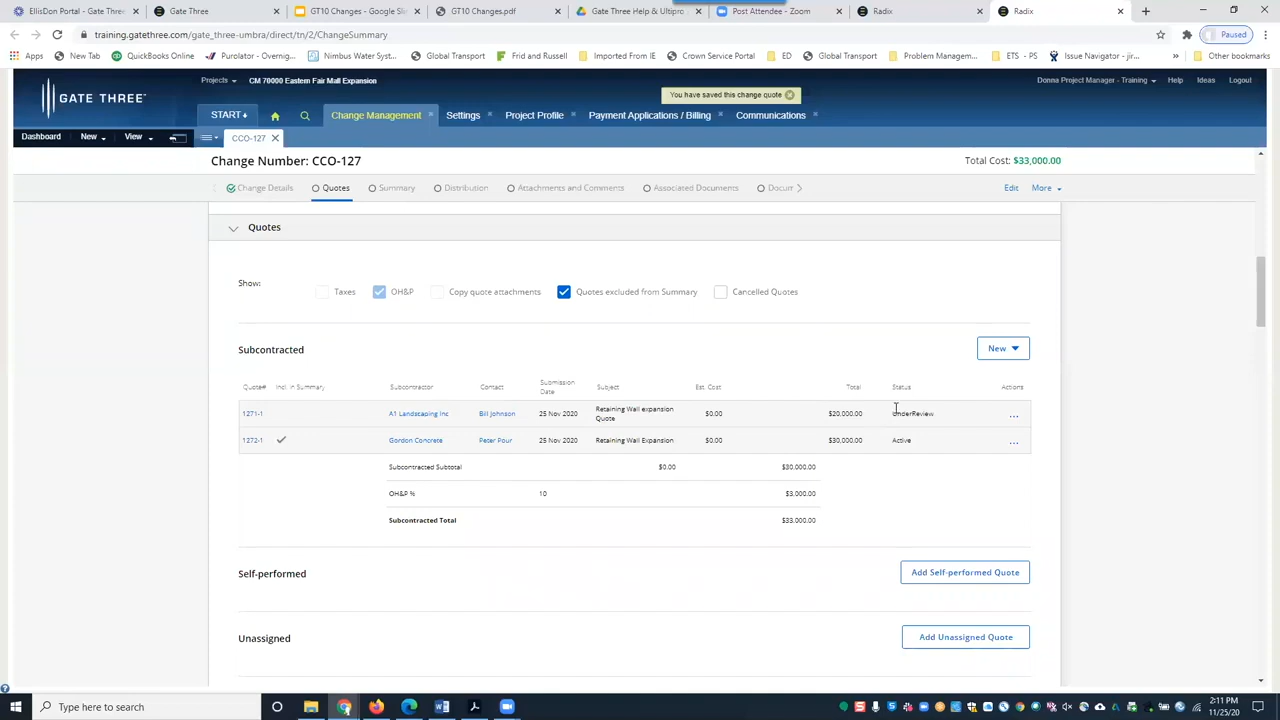 EllisDon Portal - Gate Three
Gate Three
GT10 Changes - Google Sli
GT10 Changes.pdf
Gate Three Help & Ultipro
Post Attendee - Zoom
Radix
Radix
training.gatethree.com/gate_three-umbra/direct/tn/2/ChangeSummary
Paused
Apps
New Tab
QuickBooks Online
Purolator - Overnig...
Nimbus Water Syst...
Global Transport
Frid and Russell
Imported From IE
Crown Service Portal
ED
Global Transport
Problem Managem...
ETS - PS
Issue Navigator - jir...
»
Other bookmarks
GATE THREE
Projects
CM 70000 Eastern Fair Mall Expansion
Donna Project Manager - Training
Help
Ideas
Logout
You have saved this change quote
START
Change Management
Settings
Project Profile
Payment Applications / Billing
Communications
Dashboard
New
View
CCO-127
Change Number: CCO-127
Total Cost: $33,000.00
Change Details
Quotes
Summary
Distribution
Attachments and Comments
Associated Documents
Docum
Edit
More
Quotes
Show:
Taxes
OH&P
Copy quote attachments
Quotes excluded from Summary
Cancelled Quotes
Subcontracted
New
Quote# Incl. in Summary Subcontractor Contact Submission Date Subject Est. Cost Total Status Actions
1271-1 A1 Landscaping Inc Bill Johnson 25 Nov 2020 Retaining Wall expansion Quote $0.00 $20,000.00 UnderReview ...
1272-1 Gordon Concrete Peter Pour 25 Nov 2020 Retaining Wall Expansion $0.00 $30,000.00 Active ...
Subcontracted Subtotal $0.00 $30,000.00
OH&P % 10 $3,000.00
Subcontracted Total $33,000.00
Self-performed
Add Self-performed Quote
Unassigned
Add Unassigned Quote
Type here to search
2:11 PM
11/25/20